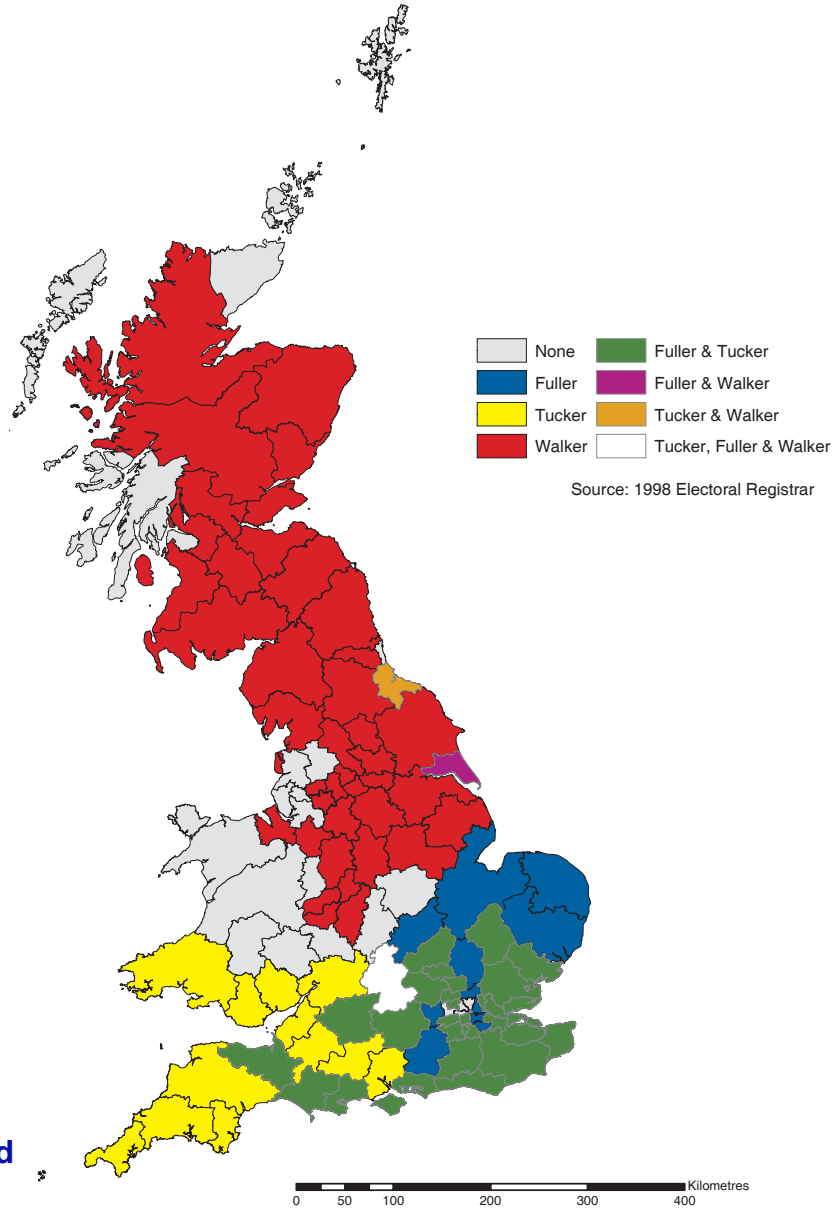 None
Fuller & Tucker
Fuller
Fuller & Walker
Tucker
Tucker & Walker
Walker
Tucker, Fuller & Walker
Source: 1998 Electoral Registrar
d
Kilometres
0 50 100 200 300 400